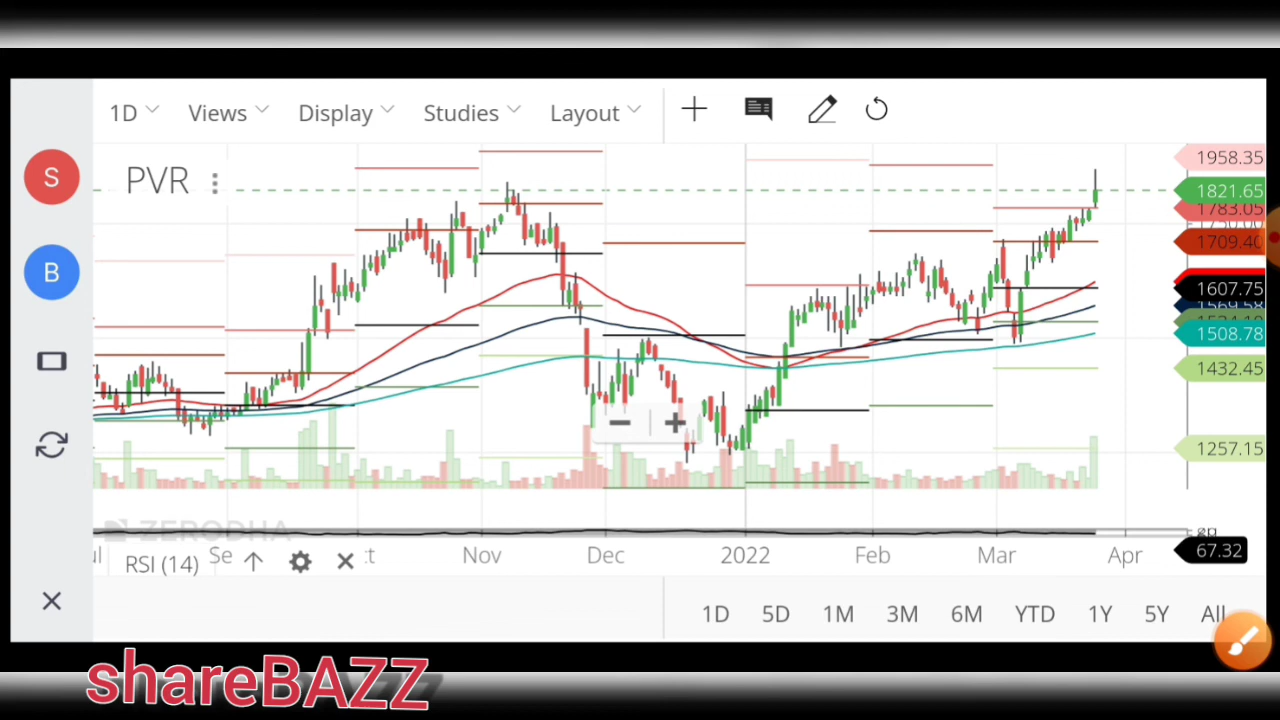 1D Views Display Studies Layout
S
PVR
B
1958.35
1821.65
1783.05
1709.40
1607.75
1508.78
1432.45
1257.15
ZERODHA
Nov Dec 2022 Feb Mar Apr
RSI (14)
67.32
1D 5D 1M 3M 6M YTD 1Y 5Y All
shareBAZZ